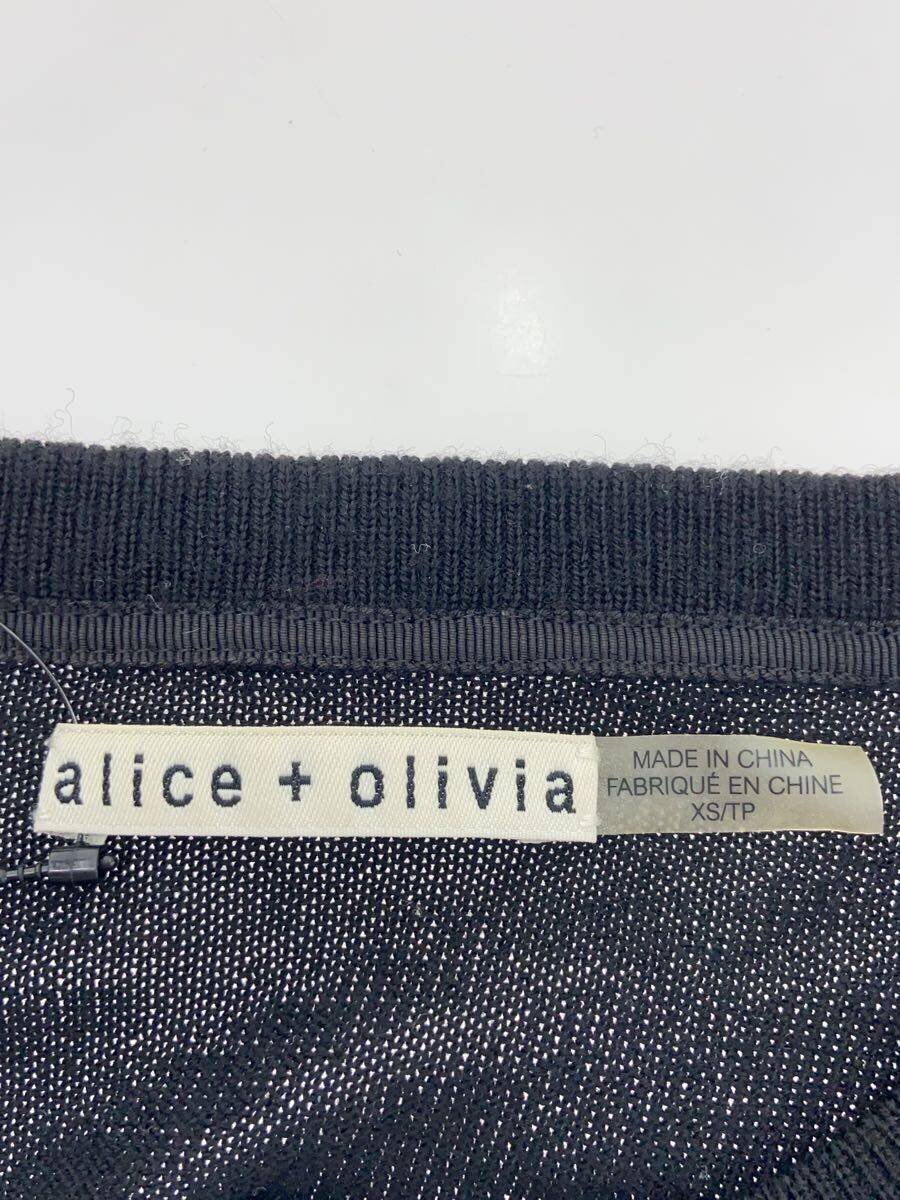 alice + olivia
MADE IN CHINA
FABRIQUÉ EN CHINE
XS/TP